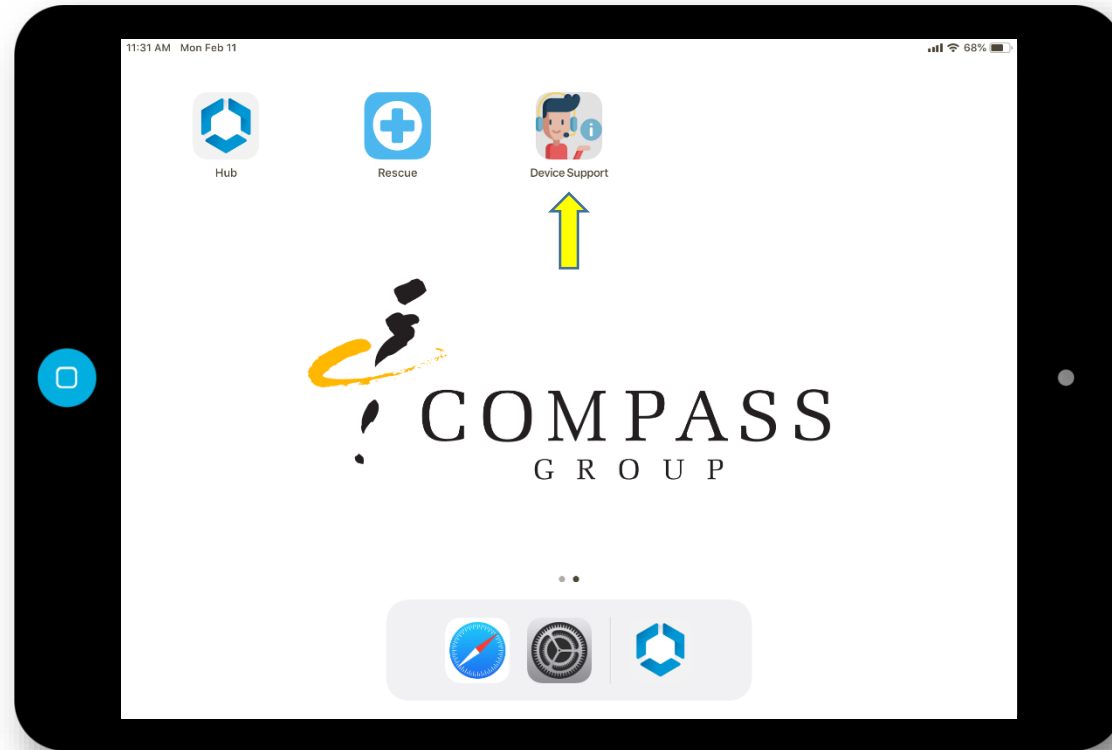 11:31 AM Mon Feb 11
68%
Hub
Rescue
Device Support
i
COMPASS
GROUP